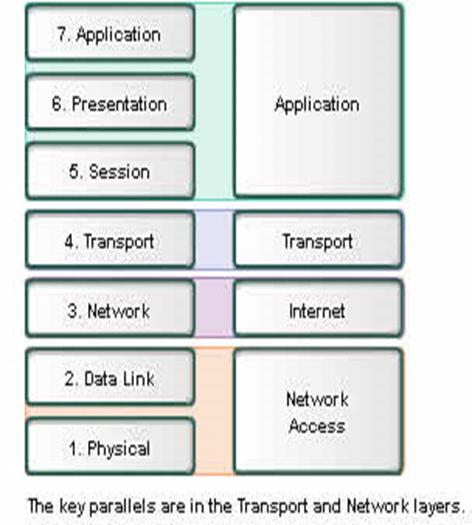 7. Application
6. Presentation
5. Session
4. Transport
3. Network
2. Data Link
1. Physical
Application
Transport
Internet
Network
Access
The key parallels are in the Transport and Network layers.